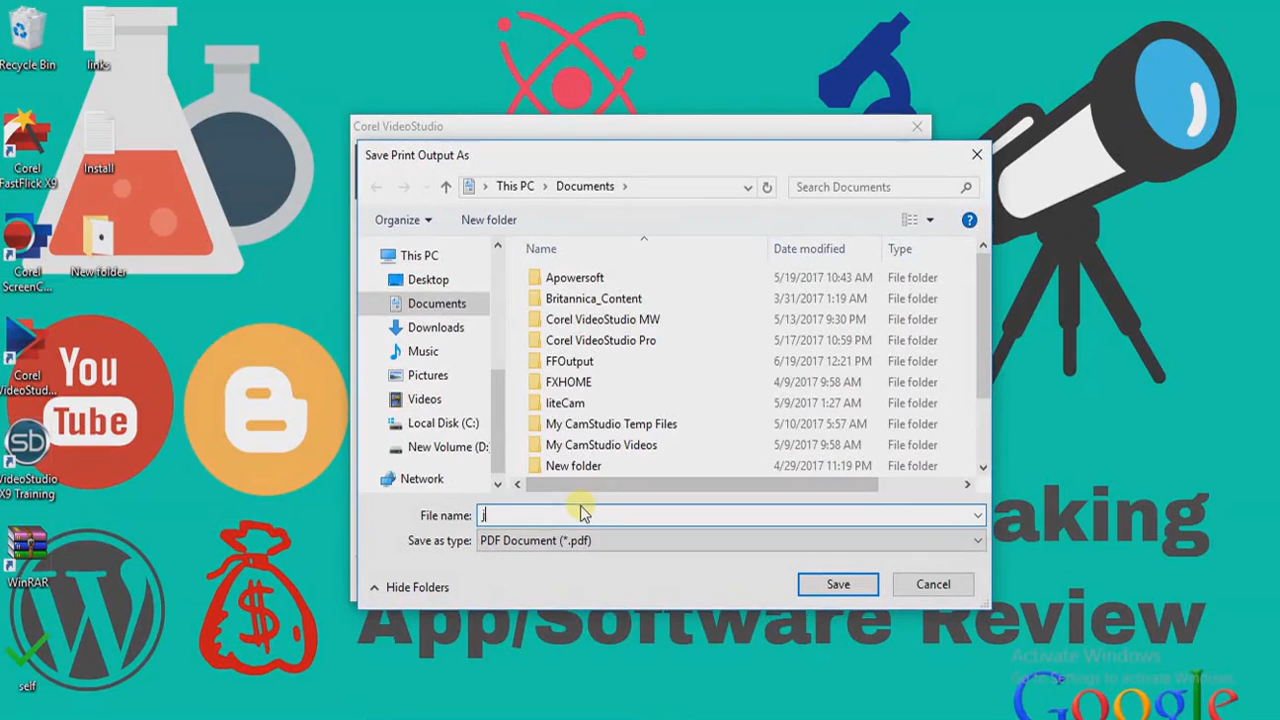 Recycle Bin
links
Corel
FastFlick X9
Install
Corel
ScreenC...
New folder
Corel
VideoStud...
VideoStudio
X9 Training
WinRAR
self
You
Tube
Corel VideoStudio
Save Print Output As
This PC
Documents
Search Documents
Organize
New folder
This PC
Desktop
Documents
Downloads
Music
Pictures
Videos
Local Disk (C:)
New Volume (D:
Network
Name Date modified Type
Apowersoft 5/19/2017 10:43 AM File folder
Britannica_Content 3/31/2017 1:19 AM File folder
Corel VideoStudio MW 5/13/2017 9:30 PM File folder
Corel VideoStudio Pro 5/17/2017 10:59 PM File folder
FFOutput 6/19/2017 12:21 PM File folder
FXHOME 4/9/2017 9:58 AM File folder
liteCam 5/9/2017 1:27 AM File folder
My CamStudio Temp Files 5/10/2017 5:57 AM File folder
My CamStudio Videos 5/9/2017 9:58 AM File folder
New folder 4/29/2017 11:19 PM File folder
File name: j
Save as type: PDF Document (*.pdf)
Hide Folders
Save
Cancel
aking
App/Software Review
Activate Windows
Go to Settings to activate Windows.
Google